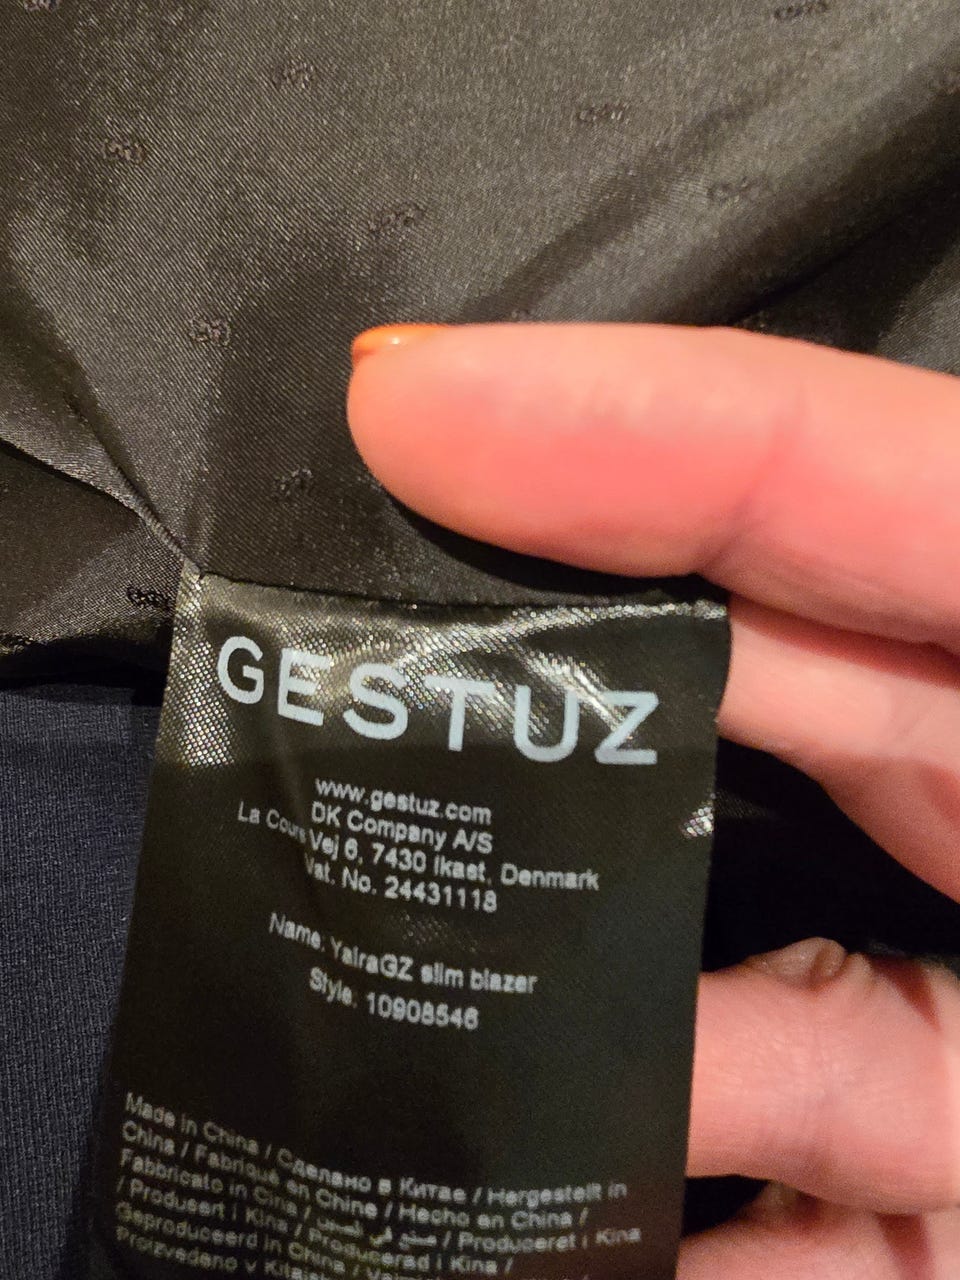 GESTUZ
www.gestuz.com
DK Company A/S
La Cours Vej 6, 7430 Ikast, Denmark
Vat. No. 24431118
Name: YairaGZ slim blazer
Style. 10908546
Made in China / Сделано в Китае / Hergestellt in
China / Fabriqué en Chine / Hecho en China /
Fabbricato in Cina / صنع في الصين / Produceret i Kina
/ Produsert i Kina / Producerad i Kina /
Geproduceerd in China /
Proizvedeno v